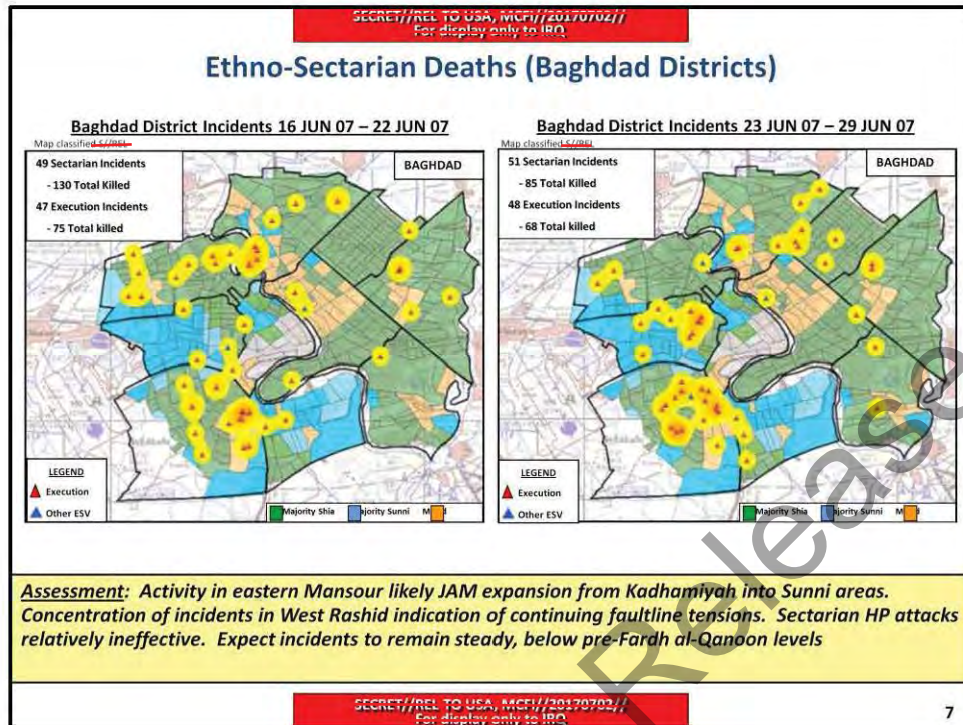 SECRET//REL TO USA, MCFI//20170702//
For display only to IRQ
Ethno-Sectarian Deaths (Baghdad Districts)
Baghdad District Incidents 16 JUN 07 – 22 JUN 07
Map classified S//REL
49 Sectarian Incidents
- 130 Total Killed
47 Execution Incidents
- 75 Total killed
BAGHDAD
LEGEND
Execution
Other ESV
Majority Shia
ajority Sunni
Baghdad District Incidents 23 JUN 07 – 29 JUN 07
Map classified S//REL
51 Sectarian Incidents
- 85 Total Killed
48 Execution Incidents
- 68 Total killed
BAGHDAD
LEGEND
Execution
Other ESV
Majority Shia
ajority Sunni
Assessment: Activity in eastern Mansour likely JAM expansion from Kadhamiyah into Sunni areas.
Concentration of incidents in West Rashid indication of continuing faultline tensions. Sectarian HP attacks
relatively ineffective. Expect incidents to remain steady, below pre-Fardh al-Qanoon levels
Release
SECRET//REL TO USA, MCFI//20170702//
For display only to IRQ
7